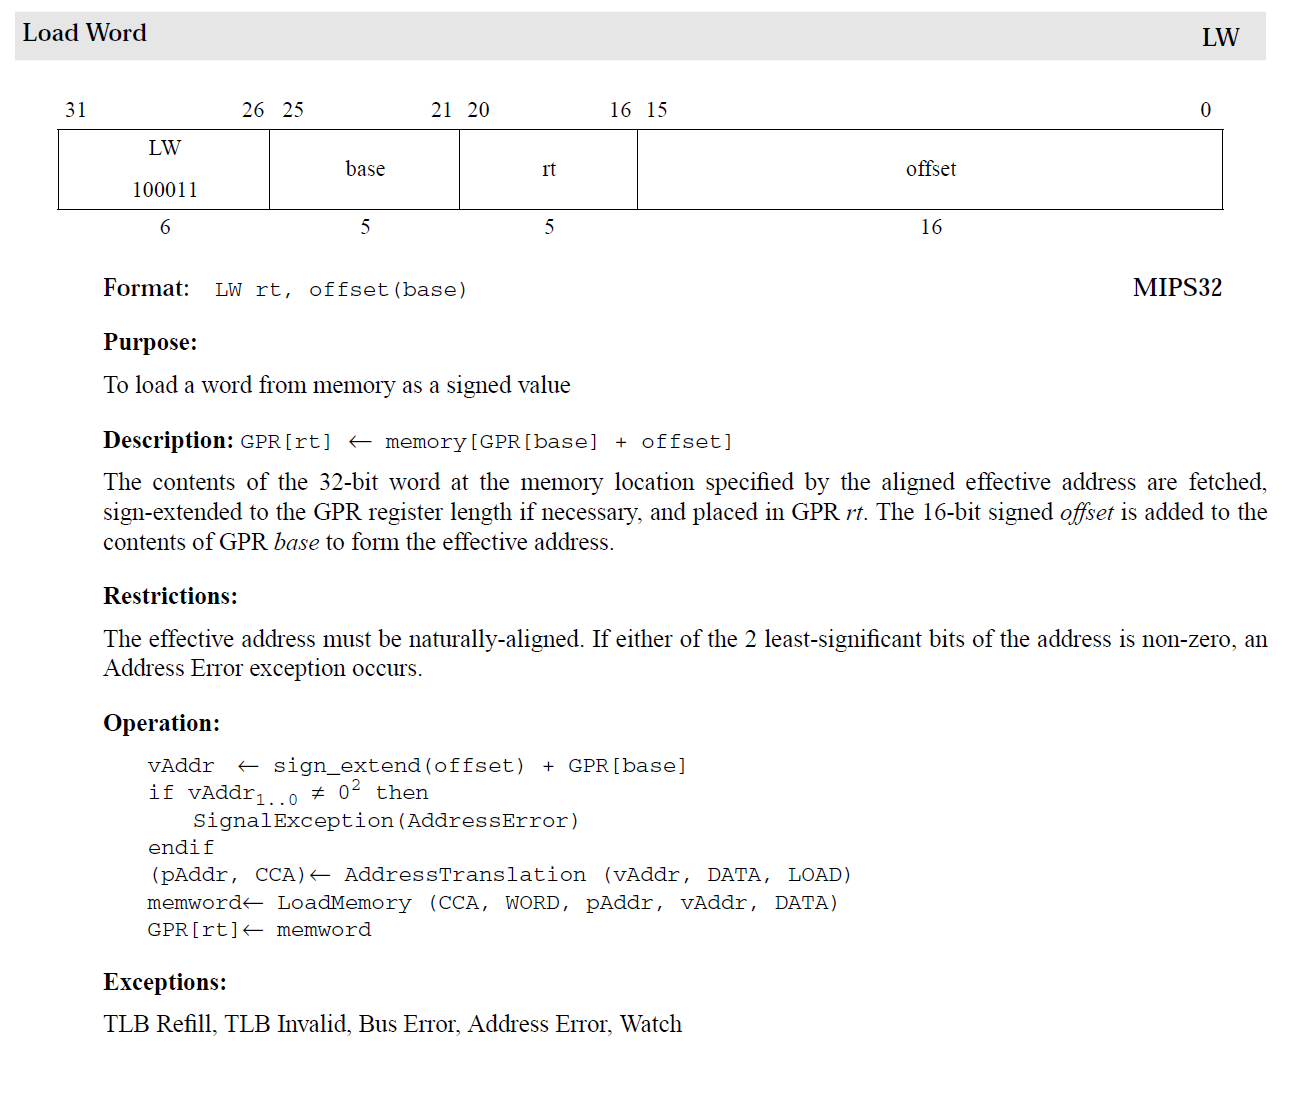 Load Word LW
31 26 25 21 20 16 15 0
LW
100011
base rt offset
6 5 5 16
Format: LW rt, offset(base) MIPS32
Purpose:
To load a word from memory as a signed value
Description: GPR[rt] ← memory[GPR[base] + offset]
The contents of the 32-bit word at the memory location specified by the aligned effective address are fetched,
sign-extended to the GPR register length if necessary, and placed in GPR rt. The 16-bit signed offset is added to the
contents of GPR base to form the effective address.
Restrictions:
The effective address must be naturally-aligned. If either of the 2 least-significant bits of the address is non-zero, an
Address Error exception occurs.
Operation:
vAddr ← sign_extend(offset) + GPR[base]
if vAddr1..0 ≠ 0² then
SignalException(AddressError)
endif
(pAddr, CCA)← AddressTranslation (vAddr, DATA, LOAD)
memword← LoadMemory (CCA, WORD, pAddr, vAddr, DATA)
GPR[rt]← memword
Exceptions:
TLB Refill, TLB Invalid, Bus Error, Address Error, Watch